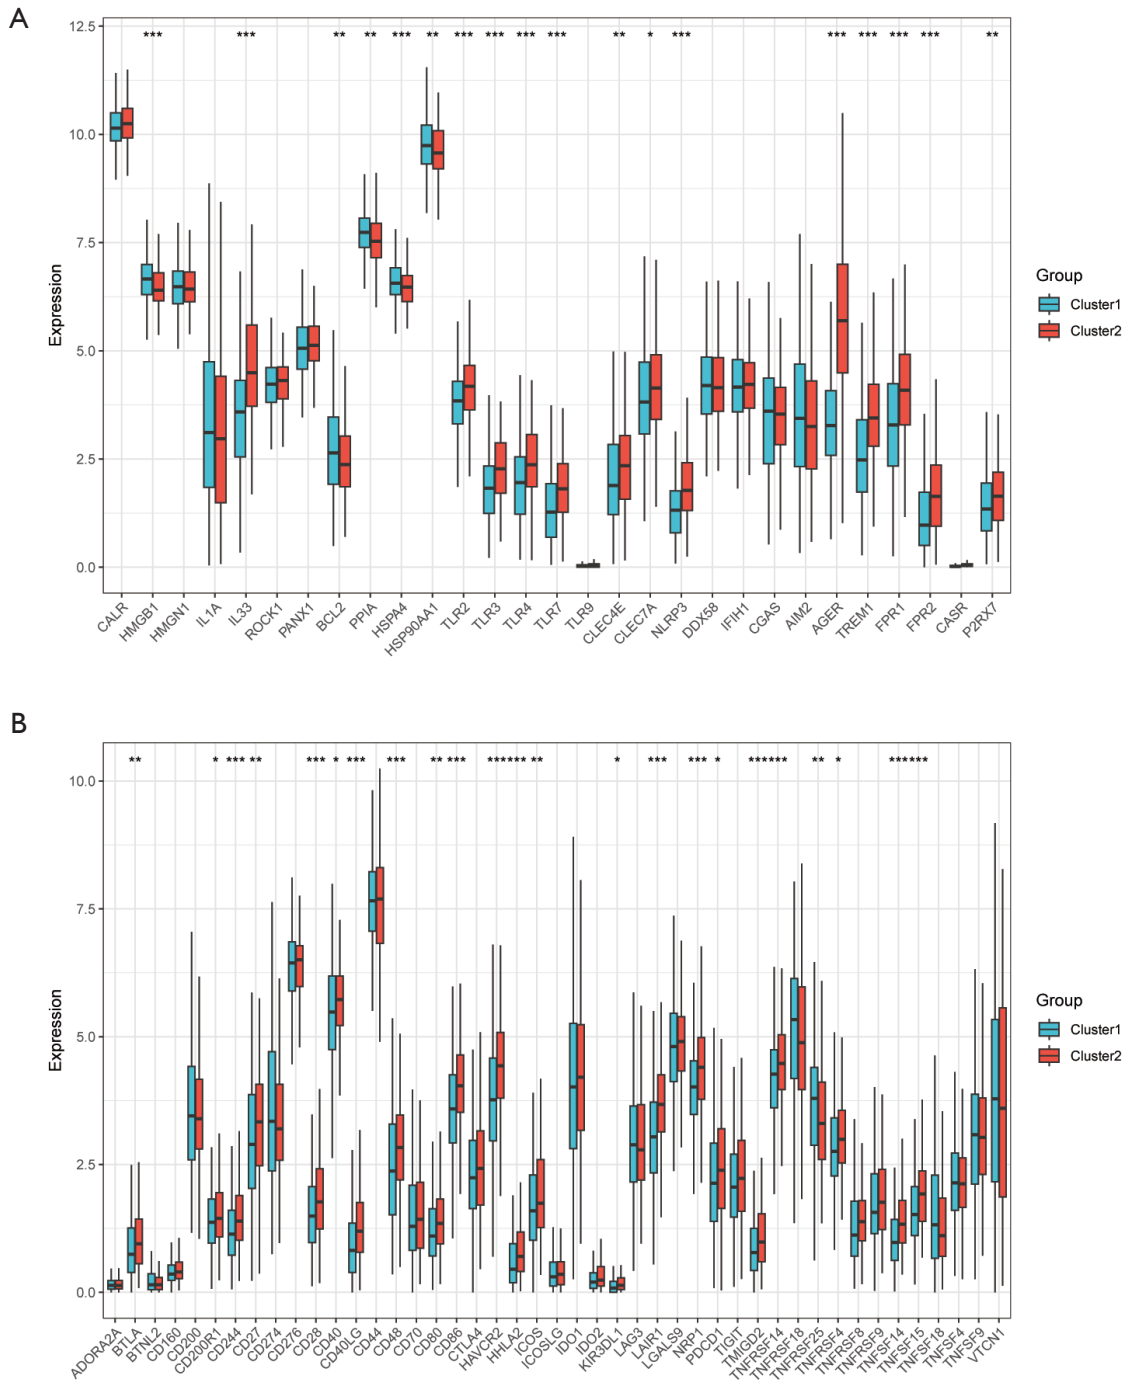 A
*** *** ** ** *** ** *** *** *** *** ** * *** *** *** *** *** **
12.5
10.0
7.5
5.0
2.5
0.0
Expression
CALR
HMGB1
HMGN1
IL1A
IL33
ROCK1
PANX1
BCL2
PPIA
HSPA4
HSP90AA1
TLR2
TLR3
TLR4
TLR7
TLR9
CLEC4E
CLEC7A
NLRP3
DDX58
IFIH1
CGAS
AIM2
AGER
TREM1
FPR1
FPR2
CASR
P2RX7
Group
Cluster1
Cluster2
B
** * *** ** *** * *** *** ** *** *** *** ** * *** *** * *** *** ** * *** ***
10.0
7.5
5.0
2.5
0.0
Expression
ADORA2A
BTLA
BTNL2
CD160
CD200
CD200R1
CD244
CD27
CD274
CD276
CD28
CD40
CD40LG
CD44
CD48
CD70
CD80
CD86
CTLA4
HAVCR2
HHLA2
ICOS
ICOSLG
IDO1
IDO2
KIR3DL1
LAG3
LAIR1
LGALS9
NRP1
PDCD1
TIGIT
TMIGD2
TNFRSF14
TNFRSF18
TNFRSF25
TNFRSF4
TNFRSF8
TNFRSF9
TNFSF14
TNFSF15
TNFSF18
TNFSF4
TNFSF9
VTCN1
Group
Cluster1
Cluster2